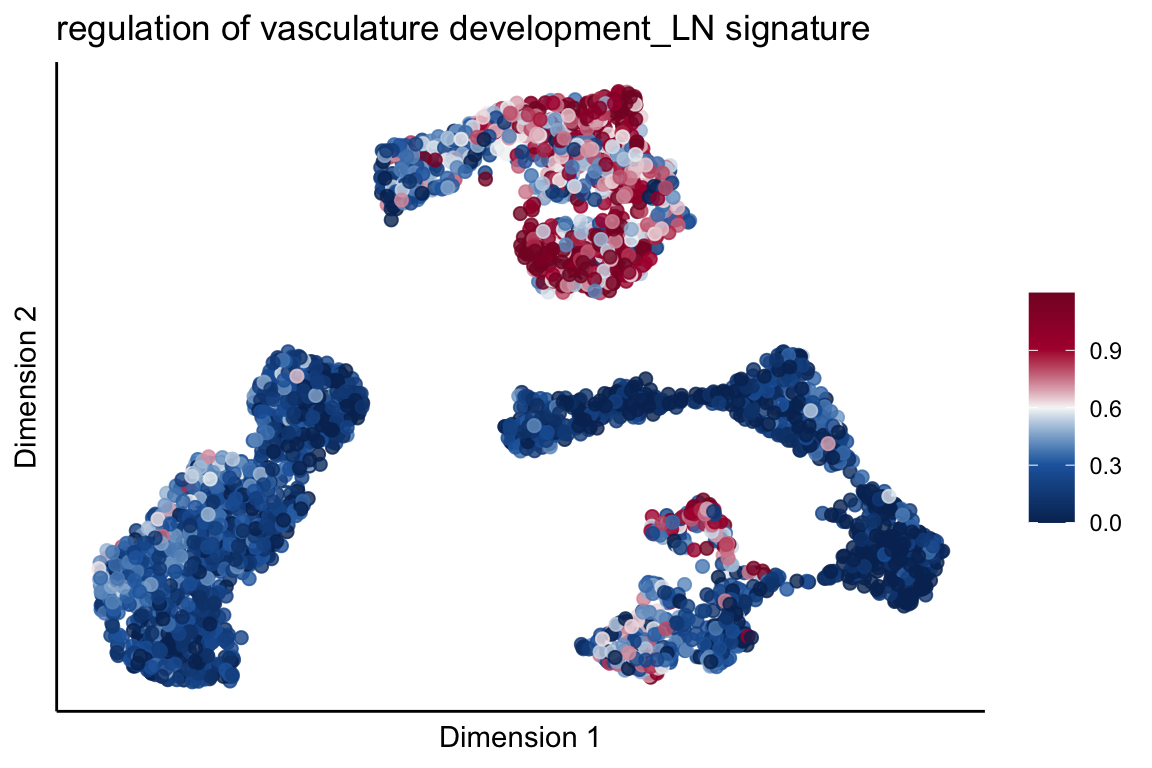 regulation of vasculature development_LN signature
Dimension 2
0.9
0.6
0.3
0.0
Dimension 1